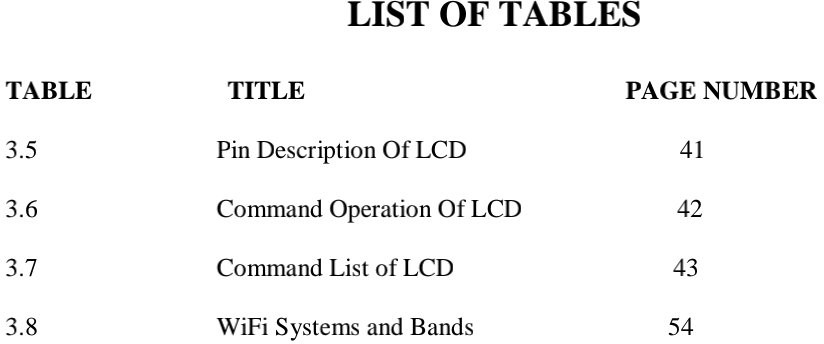 LIST OF TABLES
TABLE TITLE PAGE NUMBER
3.5 Pin Description Of LCD 41
3.6 Command Operation Of LCD 42
3.7 Command List of LCD 43
3.8 WiFi Systems and Bands 54